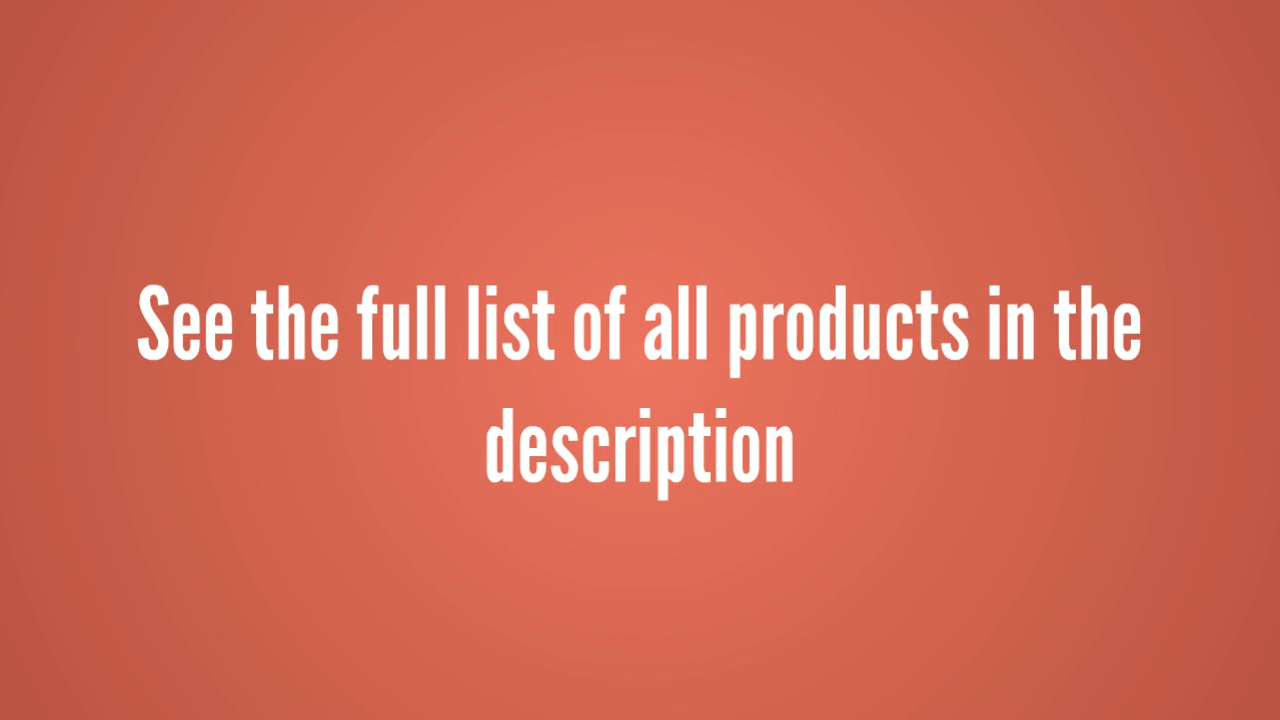 See the full list of all products in the
description